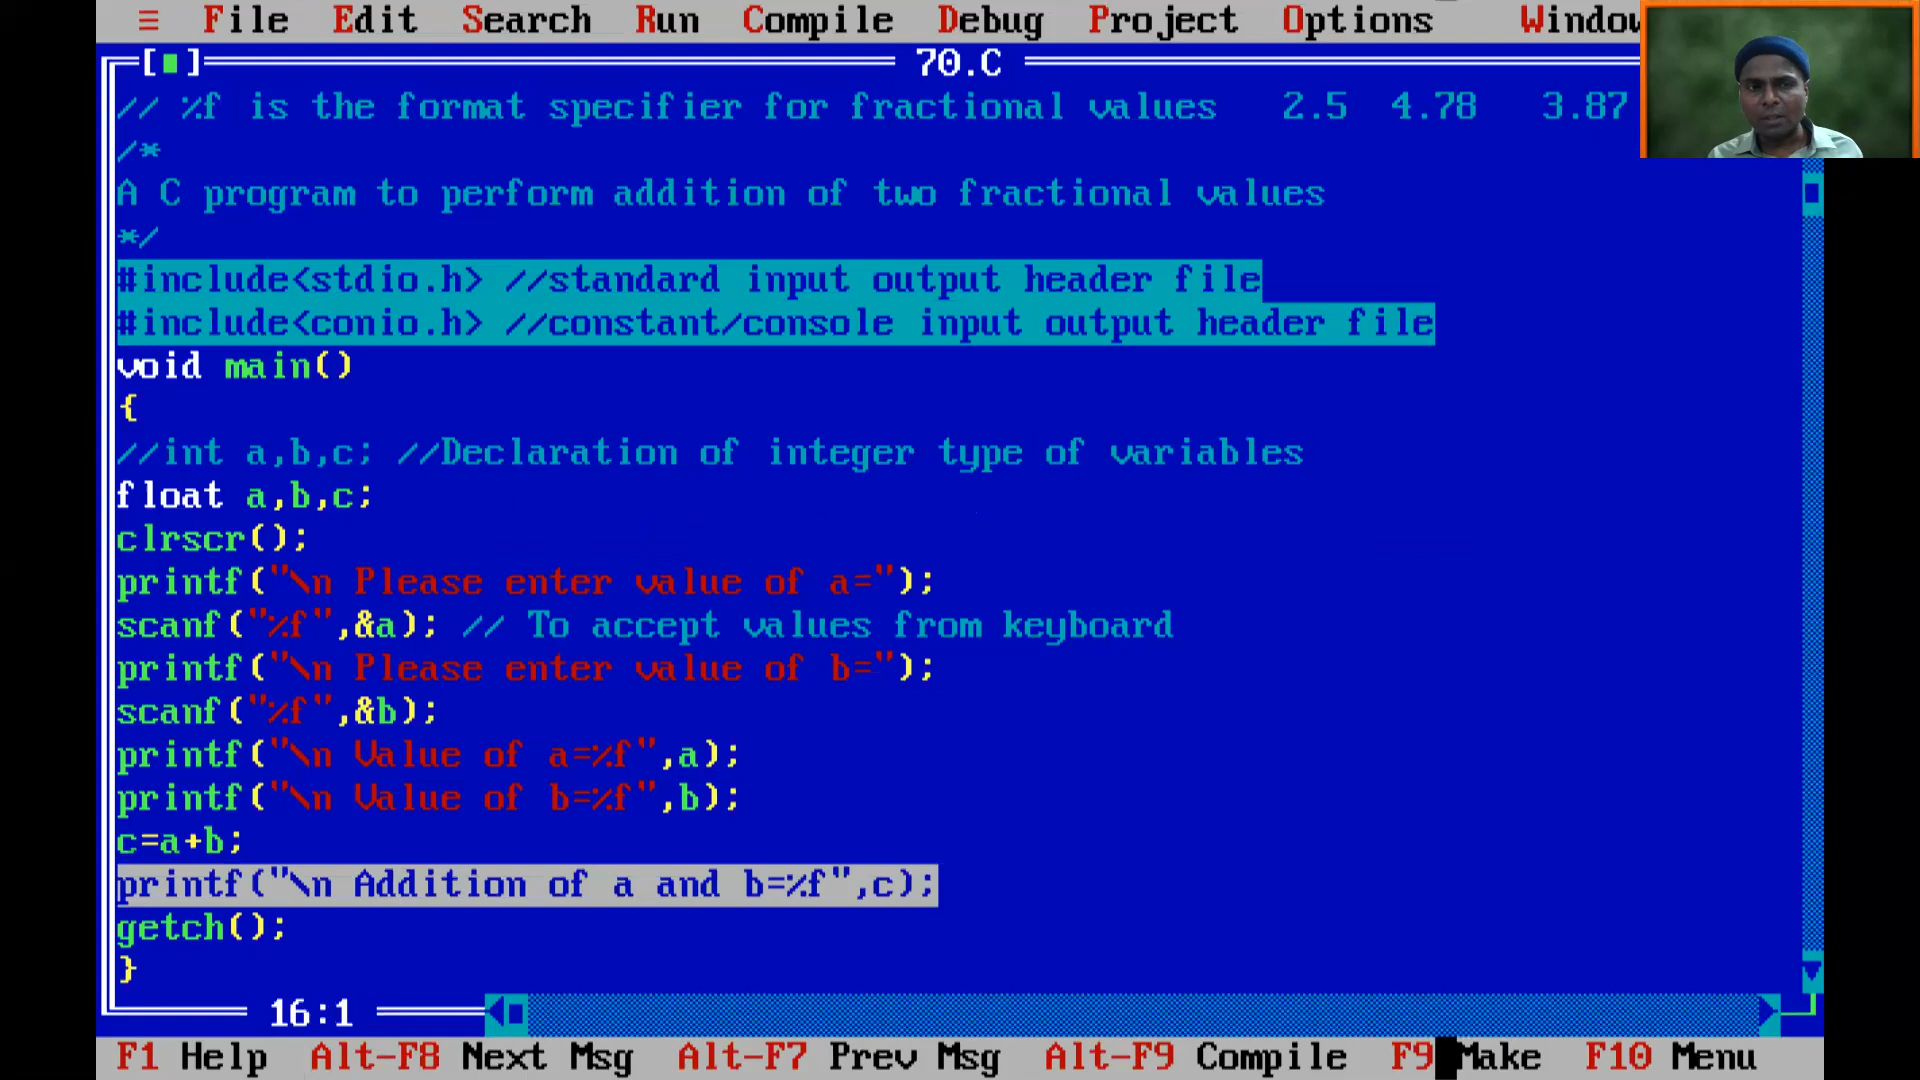 ≡ File Edit Search Run Compile Debug Project Options Window
[■] 70.C
// %f is the format specifier for fractional values 2.5 4.78 3.87
/*
A C program to perform addition of two fractional values
*/
#include<stdio.h> //standard input output header file
#include<conio.h> //constant/console input output header file
void main()
{
//int a,b,c; //Declaration of integer type of variables
float a,b,c;
clrscr();
printf("\n Please enter value of a=");
scanf("%f",&a); // To accept values from keyboard
printf("\n Please enter value of b=");
scanf("%f",&b);
printf("\n Value of a=%f",a);
printf("\n Value of b=%f",b);
c=a+b;
printf("\n Addition of a and b=%f",c);
getch();
}
16:1
F1 Help Alt-F8 Next Msg Alt-F7 Prev Msg Alt-F9 Compile F9 Make F10 Menu